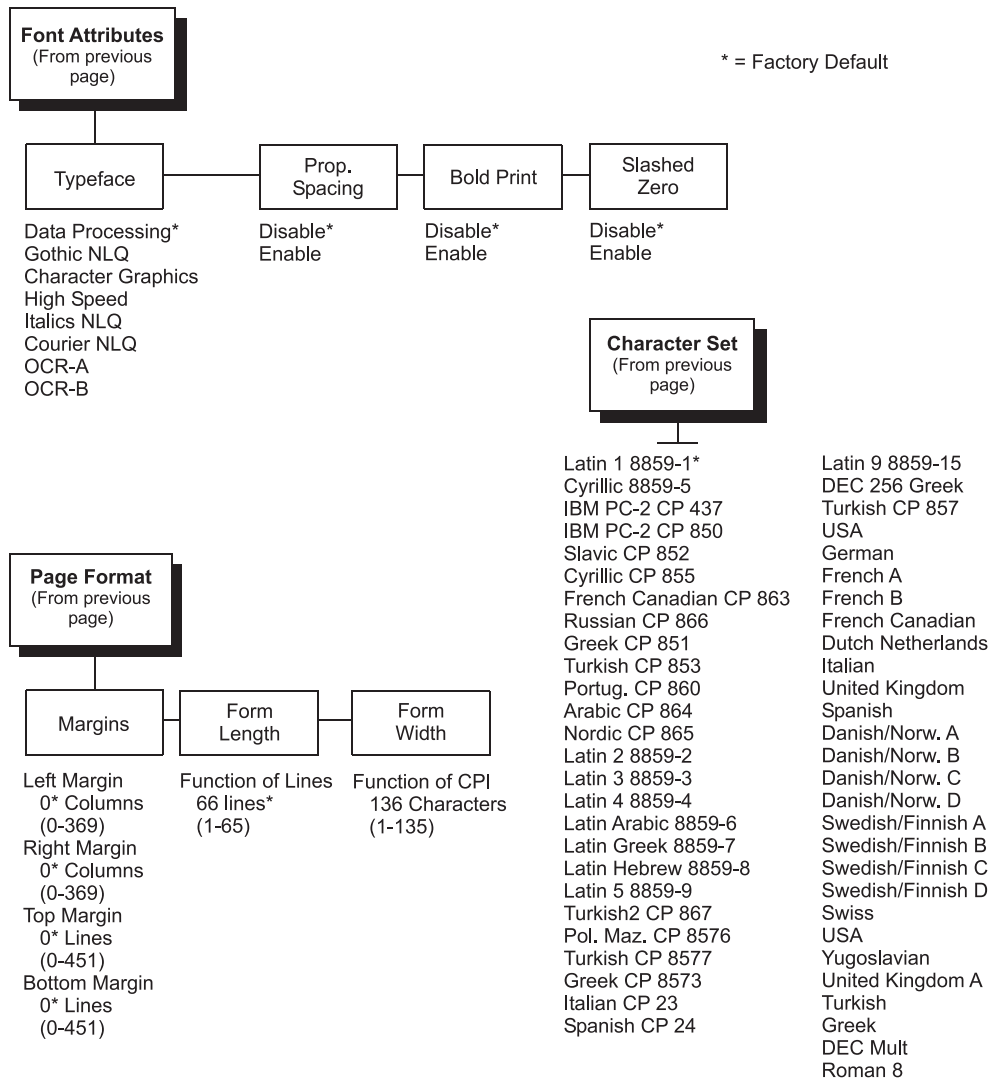 Font Attributes
(From previous
page)
* = Factory Default
Typeface
Prop.
Spacing
Bold Print
Slashed
Zero
Data Processing*
Gothic NLQ
Character Graphics
High Speed
Italics NLQ
Courier NLQ
OCR-A
OCR-B
Disable*
Enable
Disable*
Enable
Disable*
Enable
Character Set
(From previous
page)
Latin 1 8859-1*
Cyrillic 8859-5
IBM PC-2 CP 437
IBM PC-2 CP 850
Slavic CP 852
Cyrillic CP 855
French Canadian CP 863
Russian CP 866
Greek CP 851
Turkish CP 853
Portug. CP 860
Arabic CP 864
Nordic CP 865
Latin 2 8859-2
Latin 3 8859-3
Latin 4 8859-4
Latin Arabic 8859-6
Latin Greek 8859-7
Latin Hebrew 8859-8
Latin 5 8859-9
Turkish2 CP 867
Pol. Maz. CP 8576
Turkish CP 8577
Greek CP 8573
Italian CP 23
Spanish CP 24
Latin 9 8859-15
DEC 256 Greek
Turkish CP 857
USA
German
French A
French B
French Canadian
Dutch Netherlands
Italian
United Kingdom
Spanish
Danish/Norw. A
Danish/Norw. B
Danish/Norw. C
Danish/Norw. D
Swedish/Finnish A
Swedish/Finnish B
Swedish/Finnish C
Swedish/Finnish D
Swiss
USA
Yugoslavian
United Kingdom A
Turkish
Greek
DEC Mult
Roman 8
Page Format
(From previous
page)
Margins
Form
Length
Form
Width
Left Margin
0* Columns
(0-369)
Right Margin
0* Columns
(0-369)
Top Margin
0* Lines
(0-451)
Bottom Margin
0* Lines
(0-451)
Function of Lines
66 lines*
(1-65)
Function of CPI
136 Characters
(1-135)